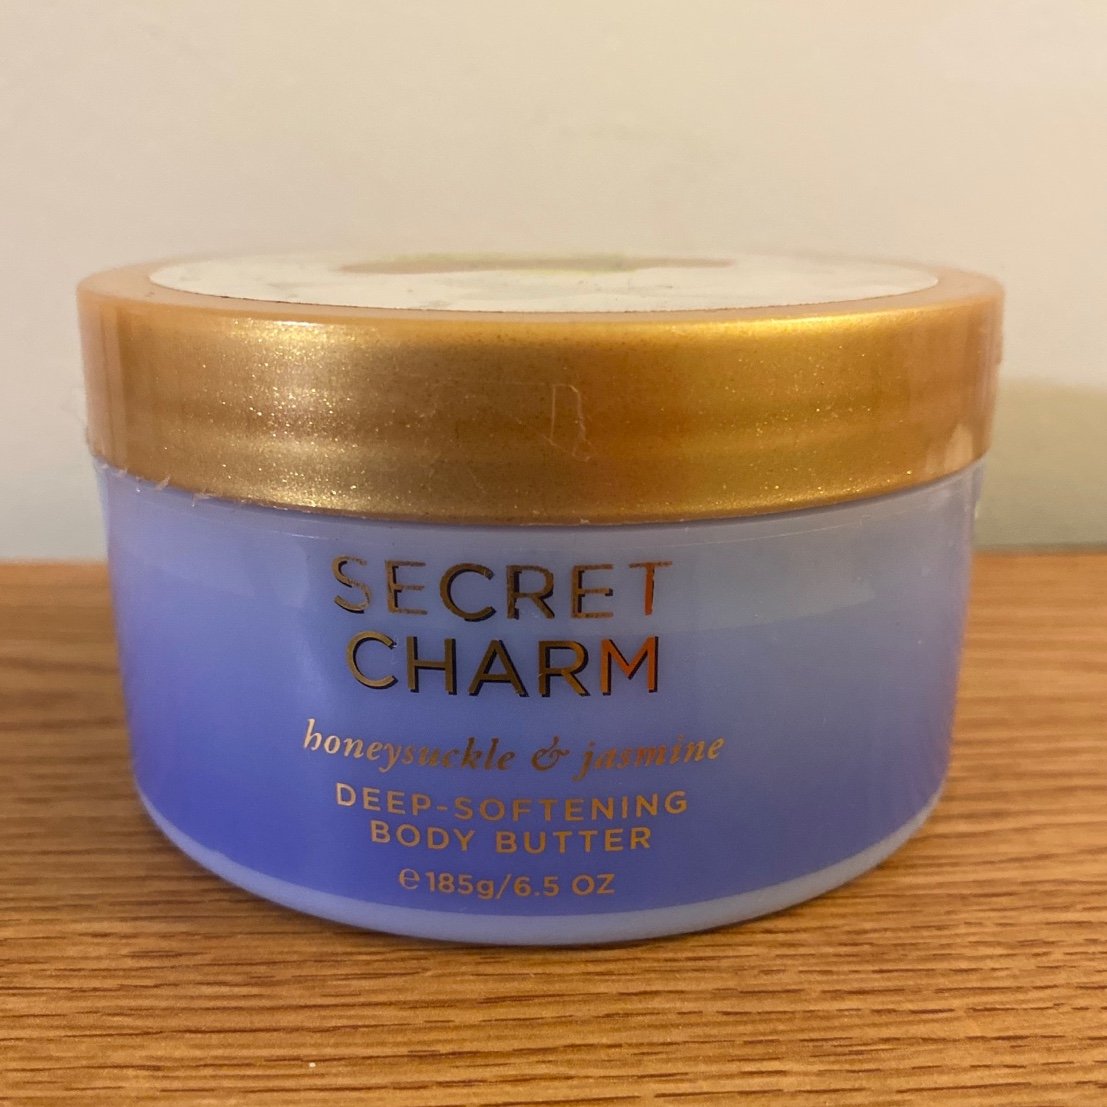 SECRET
CHARM
honeysuckle & jasmine
DEEP-SOFTENING
BODY BUTTER
℮185g/6.5 OZ